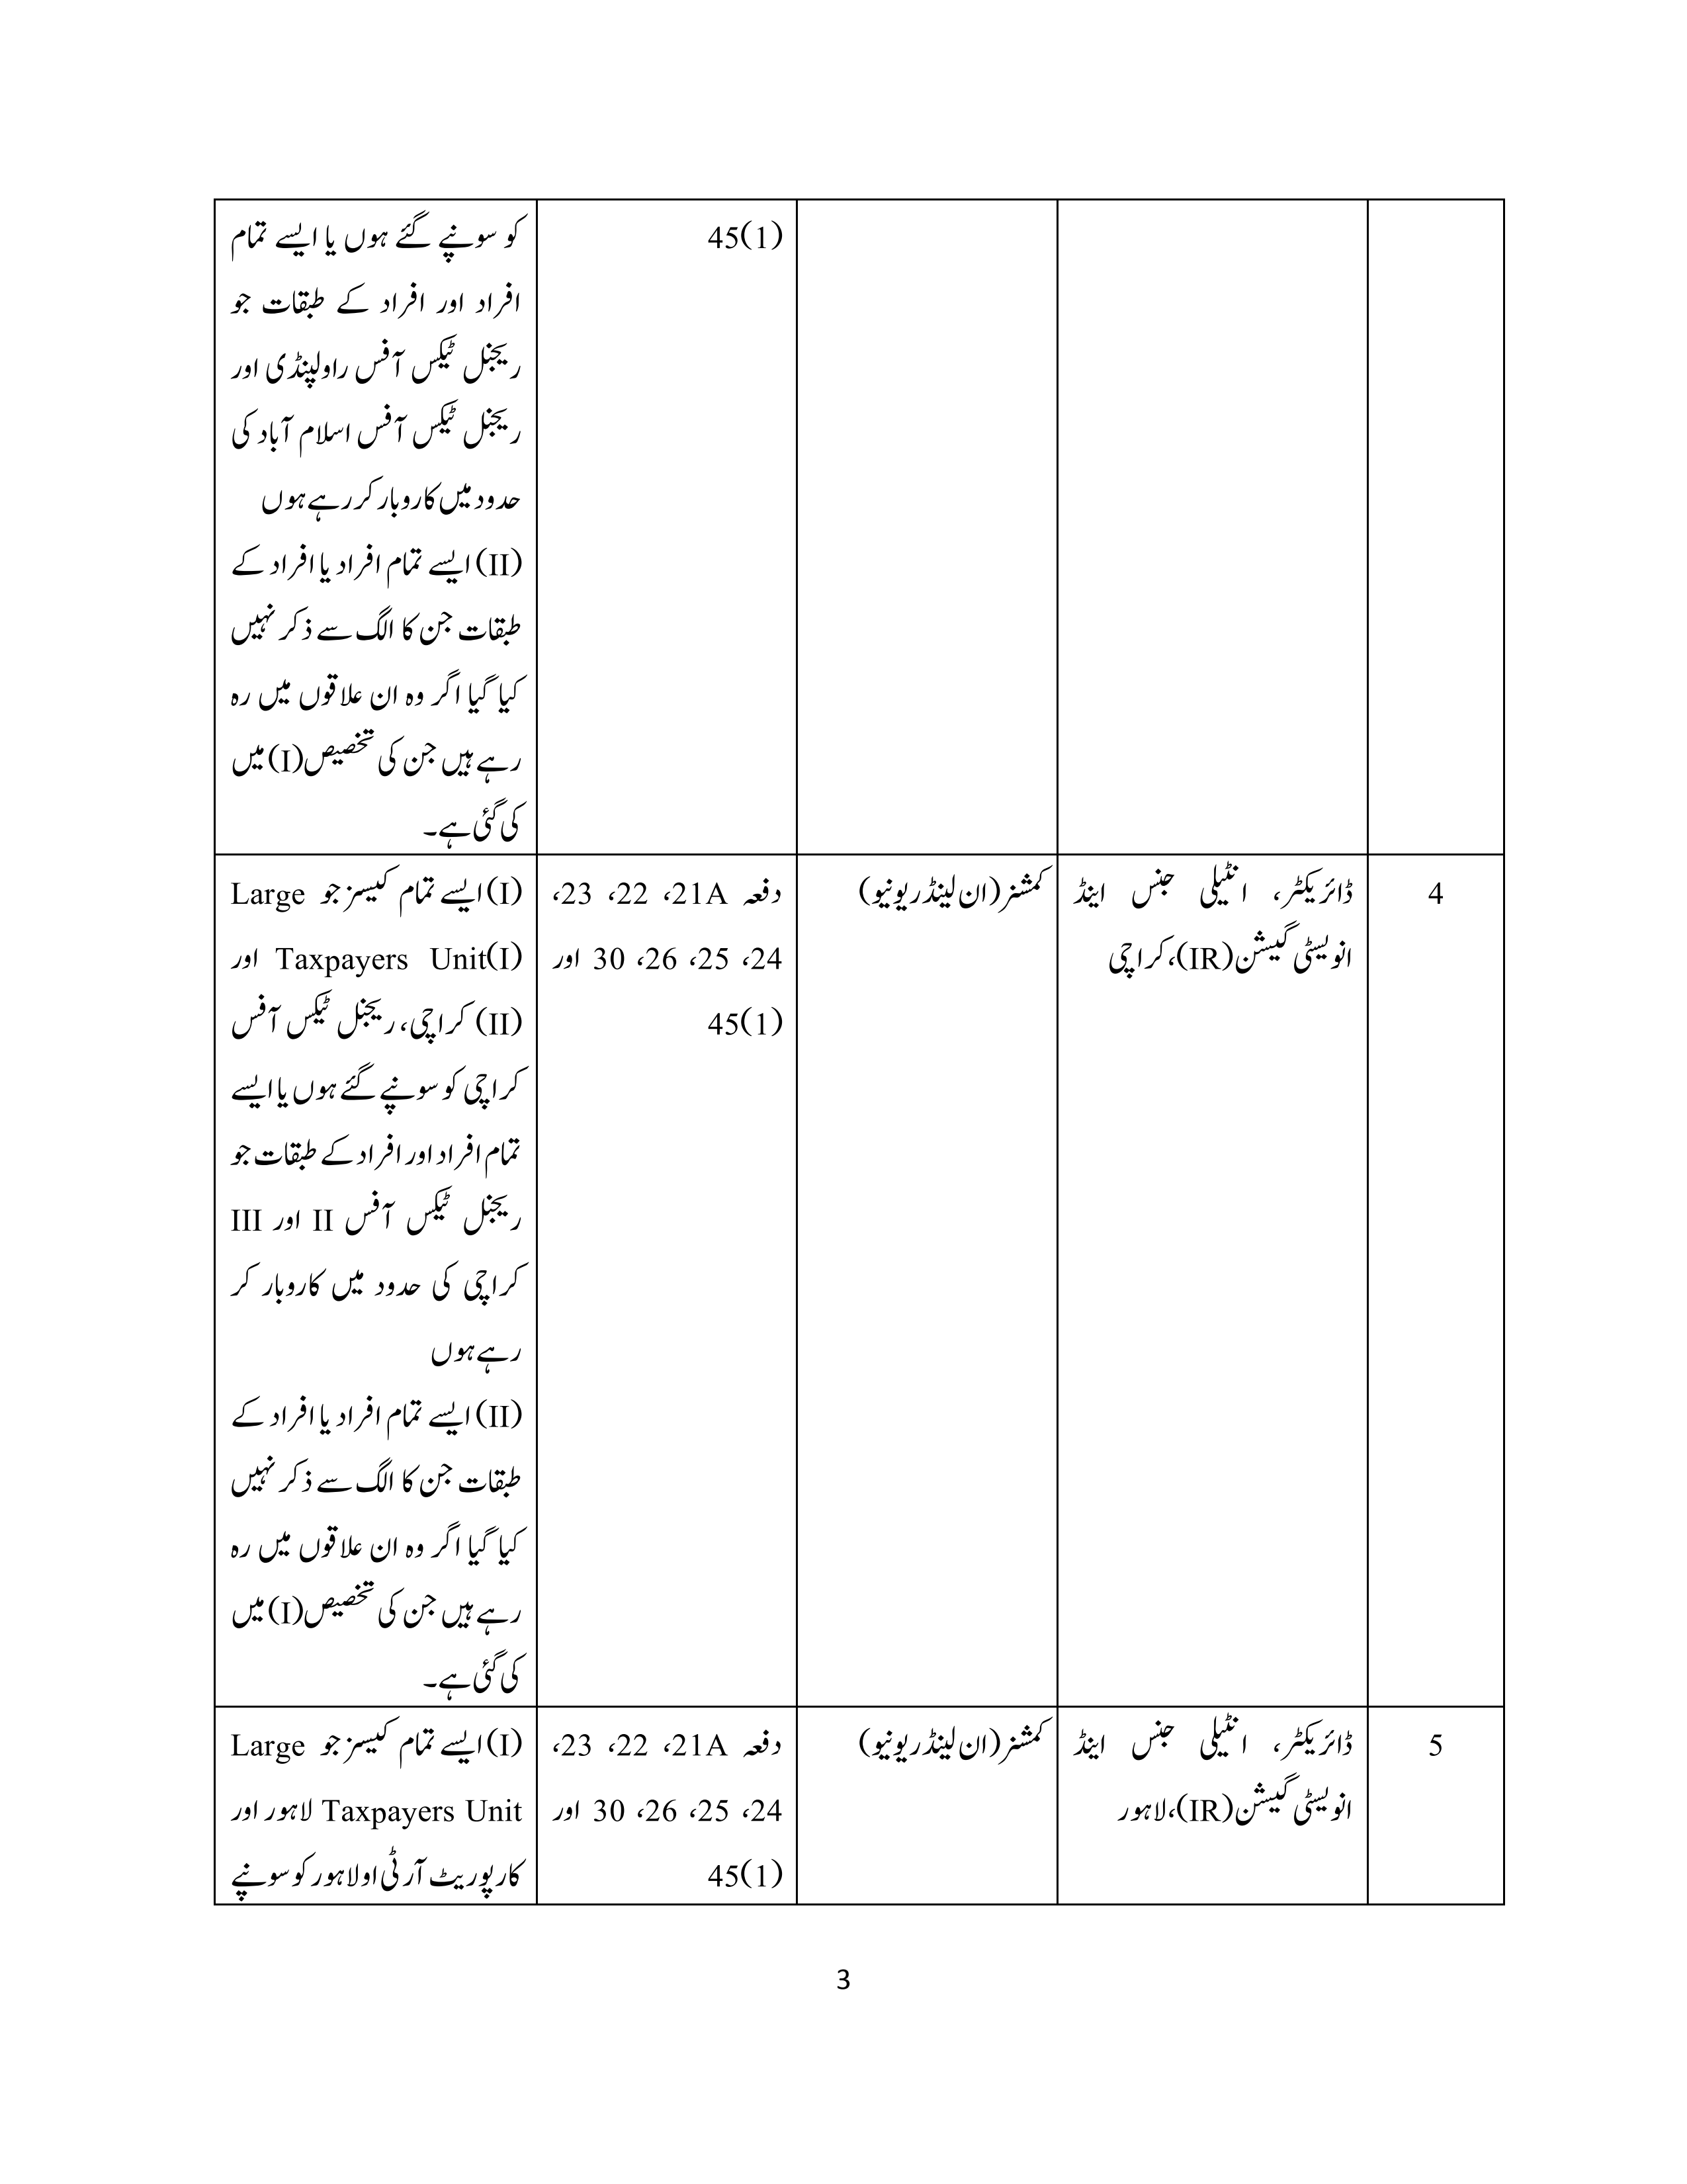 45(1)
کو سونپے گئے ہوں یا ایسے تمام
افراد اور افراد کے طبقات جو
ریجنل ٹیکس آفس راولپنڈی اور
ریجنل ٹیکس آفس اسلام آباد کی
حدود میں کاروبار کر رہے ہوں
(II) ایسے تمام افراد یا افراد کے
طبقات جن کا الگ سے ذکر نہیں
کیا گیا اگر وہ ان علاقوں میں رہ
رہے ہیں جن کی تخصیص (I) میں
کی گئی ہے۔
4
ڈائریکٹر، انٹیلی جنس اینڈ
انویسٹی گیشن (IR)، کراچی
کمشنر (ان لینڈ ریونیو)
دفعہ 21A، 22، 23،
24، 25، 26، 30 اور
45(1)
(I) ایسے تمام کیسز جو Large
Taxpayers Unit(I) اور
(II) کراچی، ریجنل ٹیکس آفس
کراچی کو سونپے گئے ہوں یا ایسے
تمام افراد اور افراد کے طبقات جو
ریجنل ٹیکس آفس II اور III
کراچی کی حدود میں کاروبار کر
رہے ہوں
(II) ایسے تمام افراد یا افراد کے
طبقات جن کا الگ سے ذکر نہیں
کیا گیا اگر وہ ان علاقوں میں رہ
رہے ہیں جن کی تخصیص (I) میں
کی گئی ہے۔
5
ڈائریکٹر، انٹیلی جنس اینڈ
انویسٹی گیشن (IR)، لاہور
کمشنر (ان لینڈ ریونیو)
دفعہ 21A، 22، 23،
24، 25، 26، 30 اور
45(1)
(I) ایسے تمام کیسز جو Large
Taxpayers Unit لاہور اور
کارپوریٹ آر ٹی او لاہور کو سونپے
3